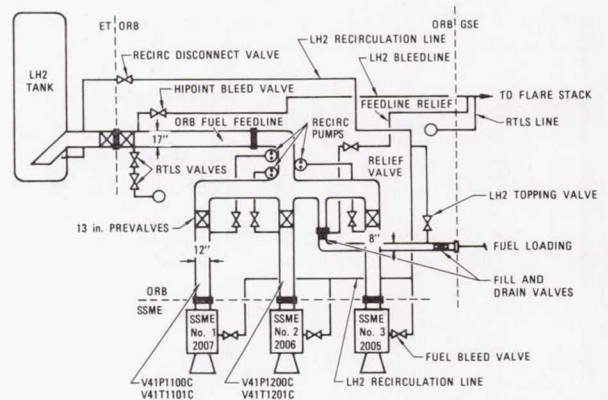 ET ORB
ORB GSE
LH2 RECIRCULATION LINE
RECIRC DISCONNECT VALVE
LH2 BLEEDLINE
LH2
TANK
HIPOINT BLEED VALVE
TO FLARE STACK
FEEDLINE RELIEF
ORB FUEL FEEDLINE
RECIRC
PUMPS
RTLS LINE
17"
RTLS VALVES
RELIEF
VALVE
LH2 TOPPING VALVE
13 in. PREVALVES
8"
FUEL LOADING
12"
FILL AND
DRAIN VALVES
ORB
SSME
SSME
No. 1
2007
SSME
No. 2
2006
SSME
No. 3
2005
FUEL BLEED VALVE
V41P1100C
V41T1101C
V41P1200C
V41T1201C
LH2 RECIRCULATION LINE